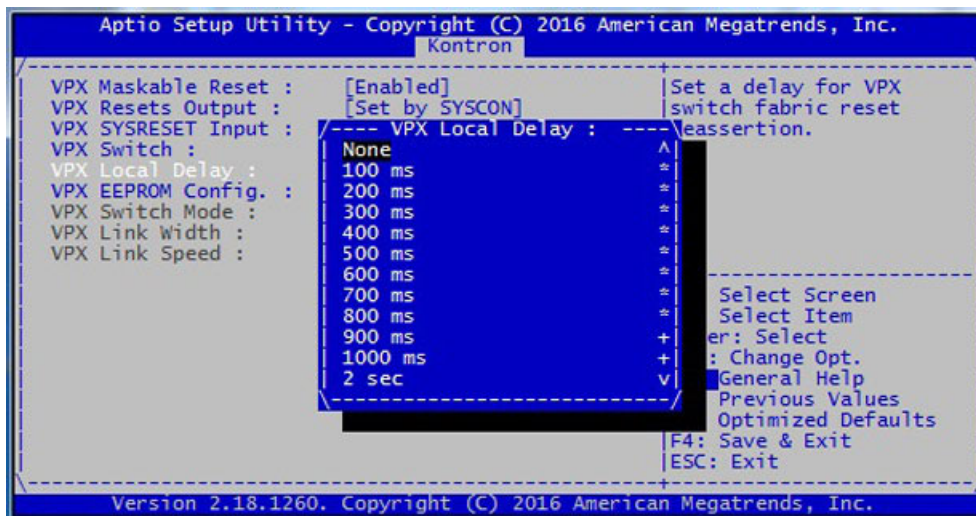 Aptio Setup Utility - Copyright (C) 2016 American Megatrends, Inc.
Kontron
VPX Maskable Reset : [Enabled]
VPX Resets Output : [Set by SYSCON]
VPX SYSRESET Input :
VPX Switch :
VPX Local Delay :
VPX EEPROM Config. :
VPX Switch Mode :
VPX Link Width :
VPX Link Speed :
VPX Local Delay :
None
100 ms
200 ms
300 ms
400 ms
500 ms
600 ms
700 ms
800 ms
900 ms
1000 ms
2 sec
Set a delay for VPX
switch fabric reset
eassertion.
Select Screen
Select Item
er: Select
: Change Opt.
General Help
Previous Values
Optimized Defaults
F4: Save & Exit
ESC: Exit
Version 2.18.1260. Copyright (C) 2016 American Megatrends, Inc.